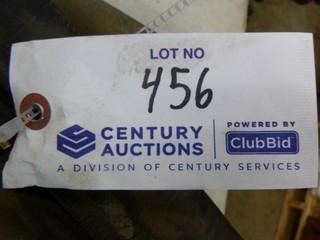 LOT NO
456
CENTURY AUCTIONS
POWERED BY
ClubBid
A DIVISION OF CENTURY SERVICES